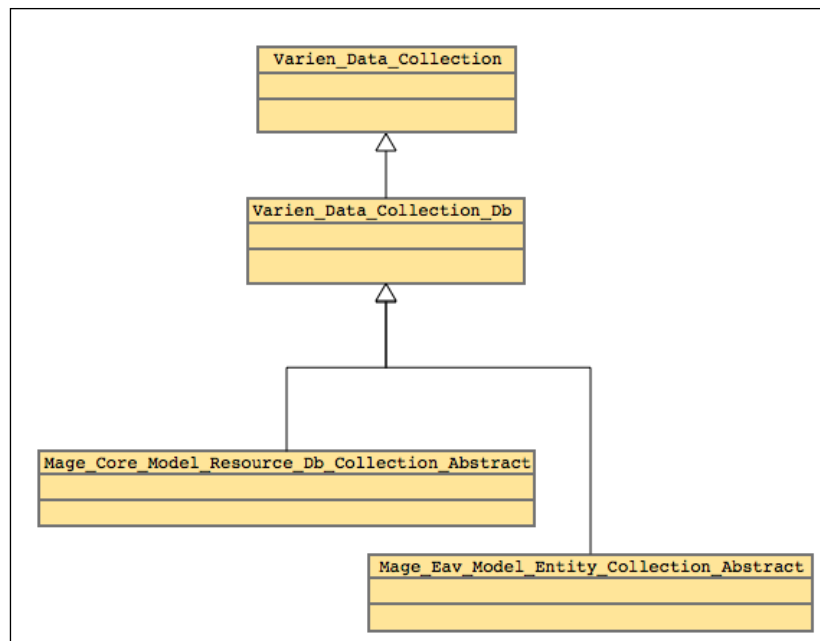 Varien_Data_Collection
Varien_Data_Collection_Db
Mage_Core_Model_Resource_Db_Collection_Abstract
Mage_Eav_Model_Entity_Collection_Abstract